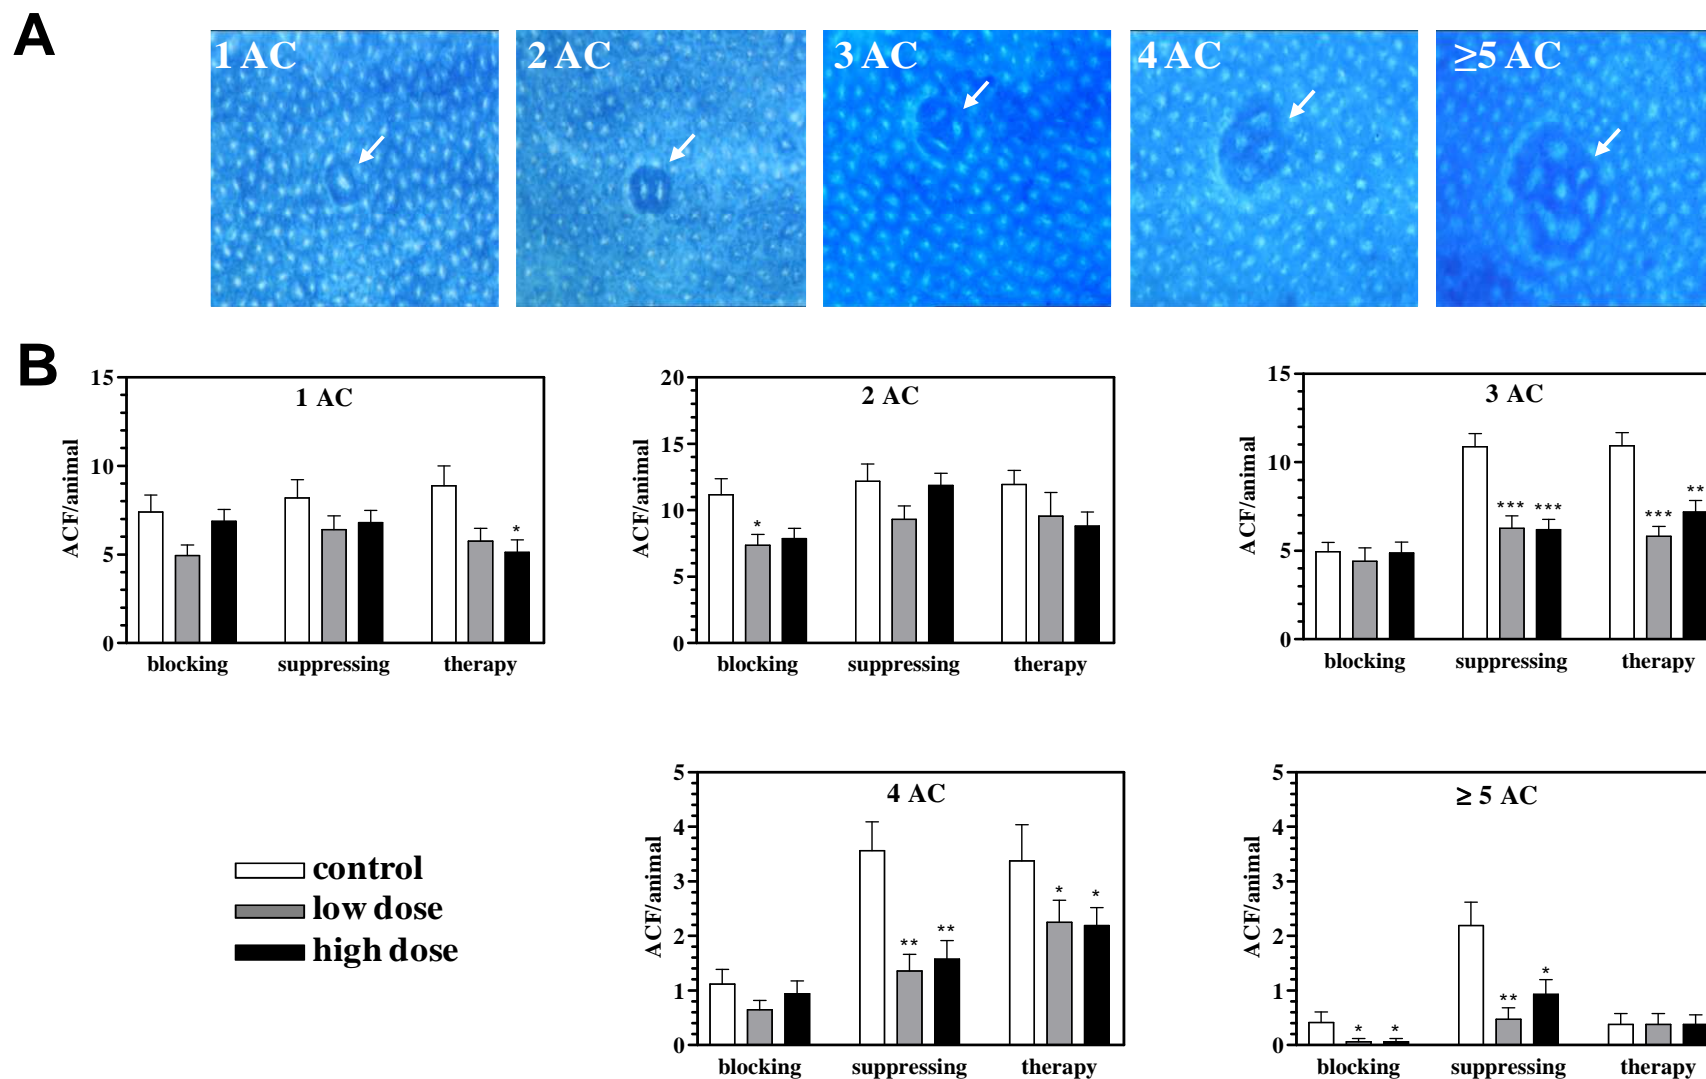 A
1 AC
2 AC
3 AC
4 AC
≥5 AC
B
15
10
5
0
ACF/animal
1 AC
*
blocking
suppressing
therapy
20
15
10
5
0
ACF/animal
2 AC
*
blocking
suppressing
therapy
15
10
5
0
ACF/animal
3 AC
***
***
***
**
blocking
suppressing
therapy
control
low dose
high dose
5
4
3
2
1
0
ACF/animal
4 AC
**
**
*
*
blocking
suppressing
therapy
5
4
3
2
1
0
ACF/animal
≥ 5 AC
*
*
**
*
blocking
suppressing
therapy